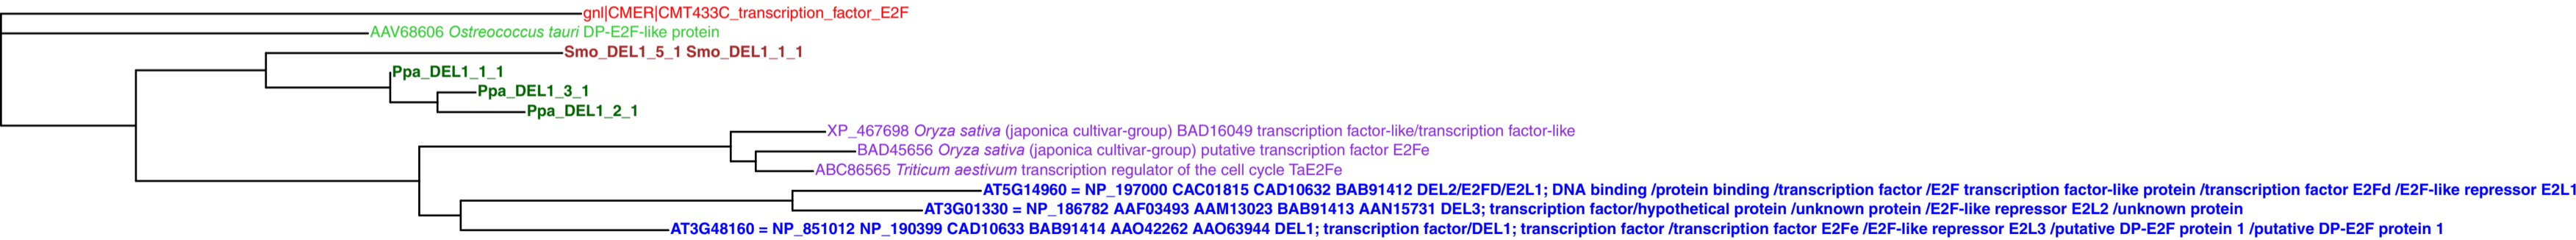 gnl|CMER|CMT433C_transcription_factor_E2F
AAV68606 Ostreococcus tauri DP-E2F-like protein
Smo_DEL1_5_1 Smo_DEL1_1_1
Ppa_DEL1_1_1
Ppa_DEL1_3_1
Ppa_DEL1_2_1
XP_467698 Oryza sativa (japonica cultivar-group) BAD16049 transcription factor-like/transcription factor-like
BAD45656 Oryza sativa (japonica cultivar-group) putative transcription factor E2Fe
ABC86565 Triticum aestivum transcription regulator of the cell cycle TaE2Fe
AT5G14960 = NP_197000 CAC01815 CAD10632 BAB91412 DEL2/E2FD/E2L1; DNA binding /protein binding /transcription factor /E2F transcription factor-like protein /transcription factor E2Fd /E2F-like repressor E2L1
AT3G01330 = NP_186782 AAF03493 AAM13023 BAB91413 AAN15731 DEL3; transcription factor/hypothetical protein /unknown protein /E2F-like repressor E2L2 /unknown protein
AT3G48160 = NP_851012 NP_190399 CAD10633 BAB91414 AAO42262 AAO63944 DEL1; transcription factor/DEL1; transcription factor /transcription factor E2Fe /E2F-like repressor E2L3 /putative DP-E2F protein 1 /putative DP-E2F protein 1